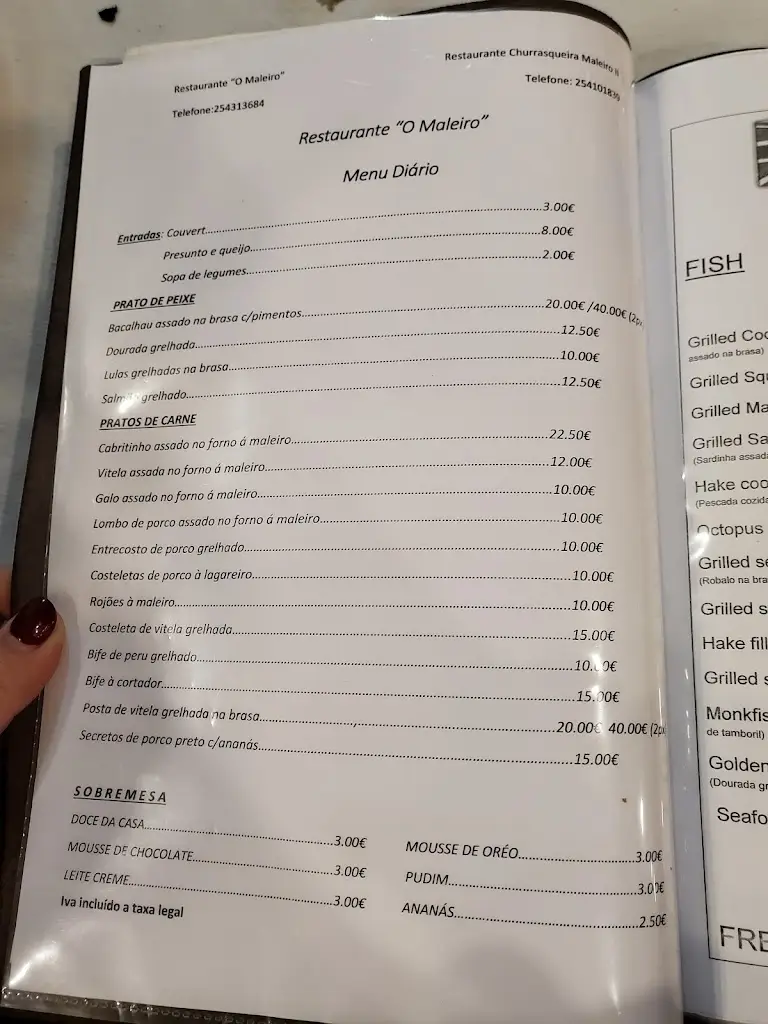 Restaurante "O Maleiro"
Restaurante Churrasqueira Maleiro II
Telefone:254313684
Telefone: 254101839
Restaurante "O Maleiro"
Menu Diário
Entradas: Couvert 3.00€
Presunto e queijo 8.00€
Sopa de legumes 2.00€
PRATO DE PEIXE
Bacalhau assado na brasa c/pimentos 20.00€ /40.00€ (2px
Dourada grelhada 12.50€
Lulas grelhadas na brasa 10.00€
Salmão grelhado 12.50€
PRATOS DE CARNE
Cabritinho assado no forno á maleiro 22.50€
Vitela assada no forno á maleiro 12.00€
Galo assado no forno á maleiro 10.00€
Lombo de porco assado no forno á maleiro 10.00€
Entrecosto de porco grelhado 10.00€
Costeletas de porco à lagareiro 10.00€
Rojões à maleiro 10.00€
Costeleta de vitela grelhada 15.00€
Bife de peru grelhado 10.00€
Bife à cortador 15.00€
Posta de vitela grelhada na brasa 20.00€ 40.00€ (2px
Secretos de porco preto c/ananás 15.00€
SOBREMESA
DOCE DA CASA 3.00€
MOUSSE DE CHOCOLATE 3.00€
LEITE CREME 3.00€
Iva incluído a taxa legal
MOUSSE DE ORÉO 3.00€
PUDIM 3.00€
ANANÁS 2.50€
FISH
Grilled
assado na brasa)
Grilled
Grilled
Grilled
(Sardinha
Hake
(Pescada
Octopus
Grilled
(Robalo na
Grilled
Hake
Grilled
de tamboril)
(Dourada